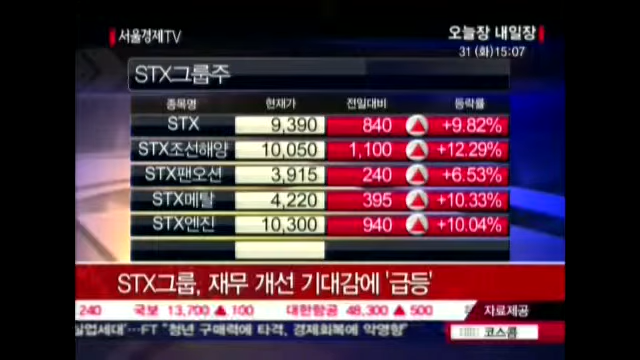 서울경제TV
오늘장 내일장
31 (화) 15:07
STX그룹주
종목명 현재가 전일대비 등락률
STX 9,390 840 ▲ +9.82%
STX조선해양 10,050 1,100 ▲ +12.29%
STX팬오션 3,915 240 ▲ +6.53%
STX메탈 4,220 395 ▲ +10.33%
STX엔진 10,300 940 ▲ +10.04%
STX그룹, 재무 개선 기대감에 '급등'
240 국보 13,700 ▲ 100 대한항공 48,300 ▲ 500
자료제공
실업세대'…FT "청년 구매력에 타격, 경제회복에 악영향"
코스콤